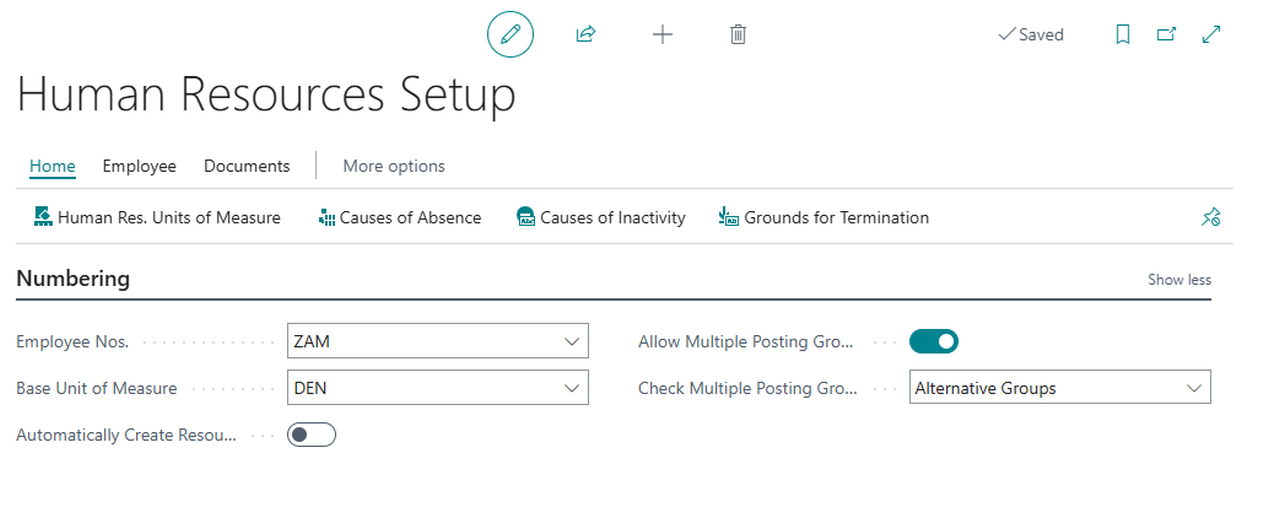 Saved
Human Resources Setup
Home Employee Documents More options
Human Res. Units of Measure Causes of Absence Causes of Inactivity Grounds for Termination
Numbering Show less
Employee Nos. ZAM Allow Multiple Posting Gro...
Base Unit of Measure DEN Check Multiple Posting Gro... Alternative Groups
Automatically Create Resou...